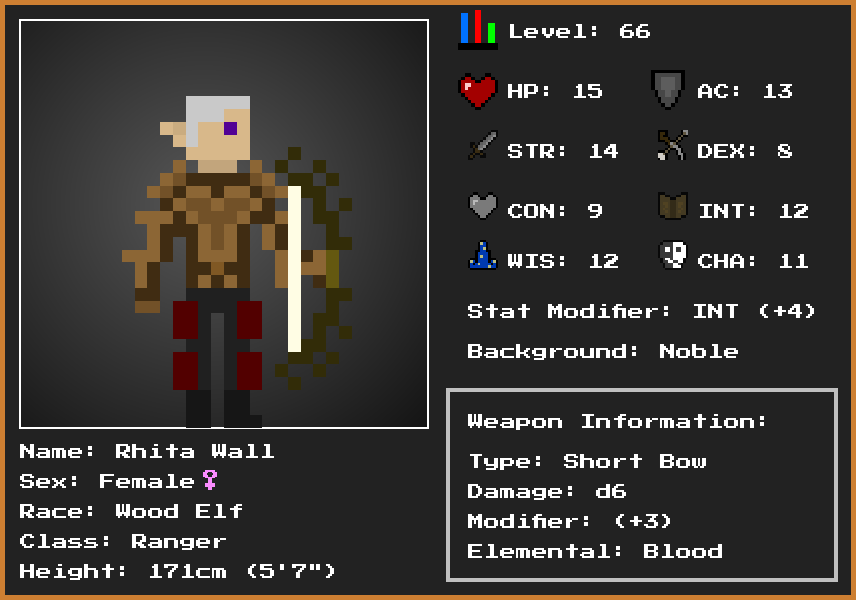 Level: 66
HP: 15
AC: 13
STR: 14
DEX: 8
CON: 9
INT: 12
WIS: 12
CHA: 11
Stat Modifier: INT (+4)
Background: Noble
Weapon Information:
Type: Short Bow
Damage: d6
Modifier: (+3)
Elemental: Blood
Name: Rhita Wall
Sex: Female♀
Race: Wood Elf
Class: Ranger
Height: 171cm (5'7")